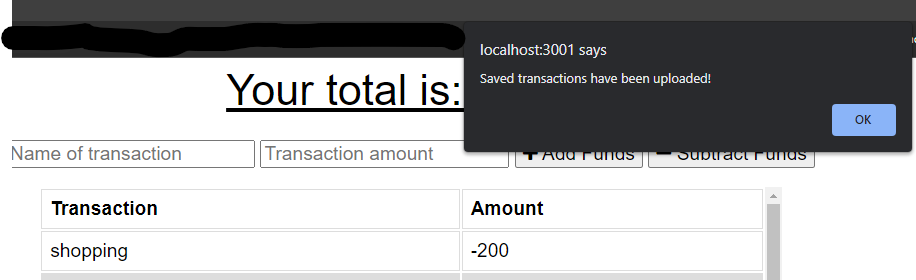 localhost:3001 says
Saved transactions have been uploaded!
OK
Your total is:
Name of transaction Transaction amount + Add Funds − Subtract Funds
Transaction Amount
shopping -200